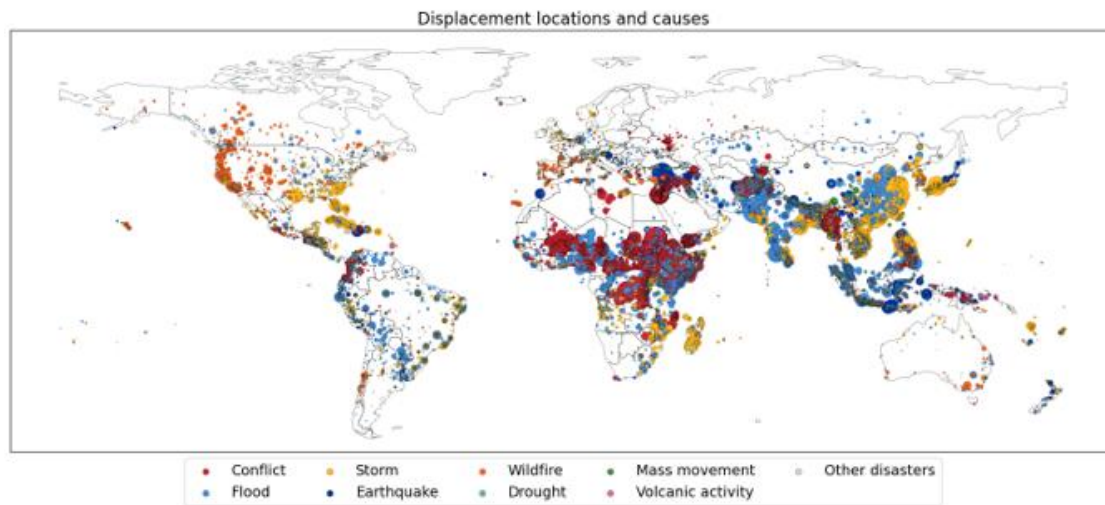 Displacement locations and causes
Conflict Storm Wildfire Mass movement Other disasters
Flood Earthquake Drought Volcanic activity